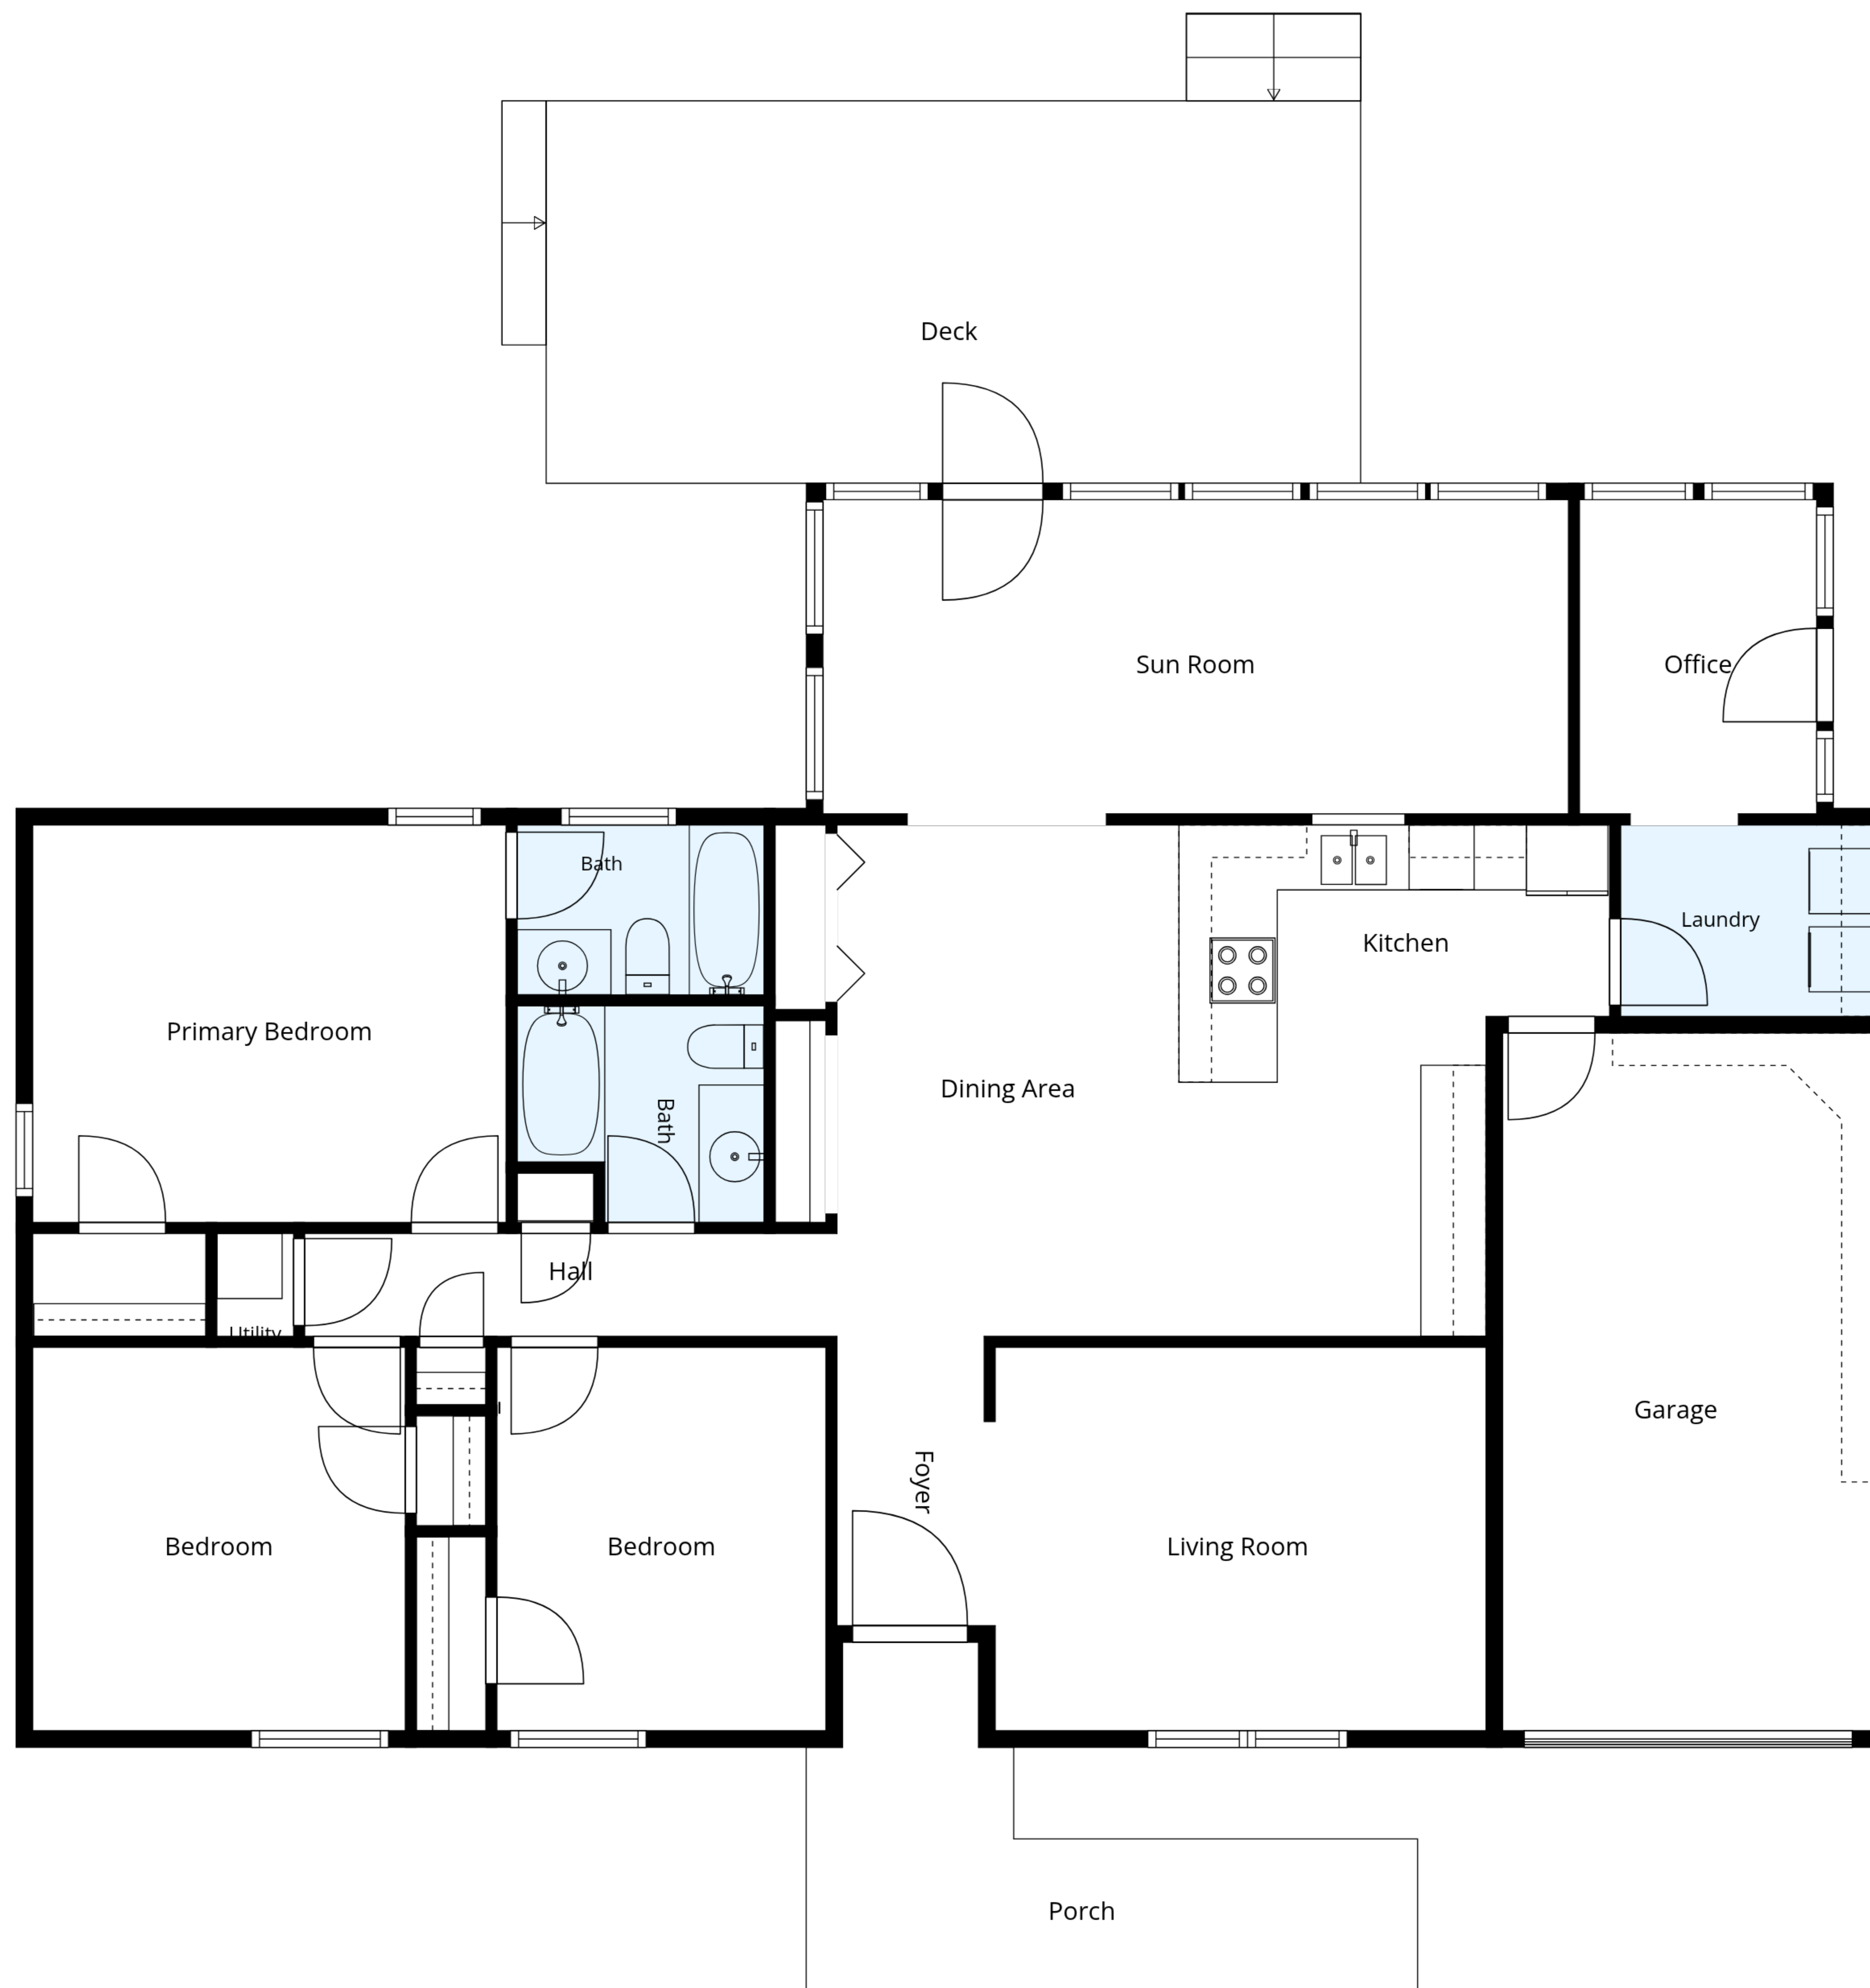 Deck
Sun Room
Office
Bath
Laundry
Kitchen
Primary Bedroom
Dining Area
Bath
Hall
Utility
Garage
Foyer
Bedroom
Bedroom
Living Room
Porch